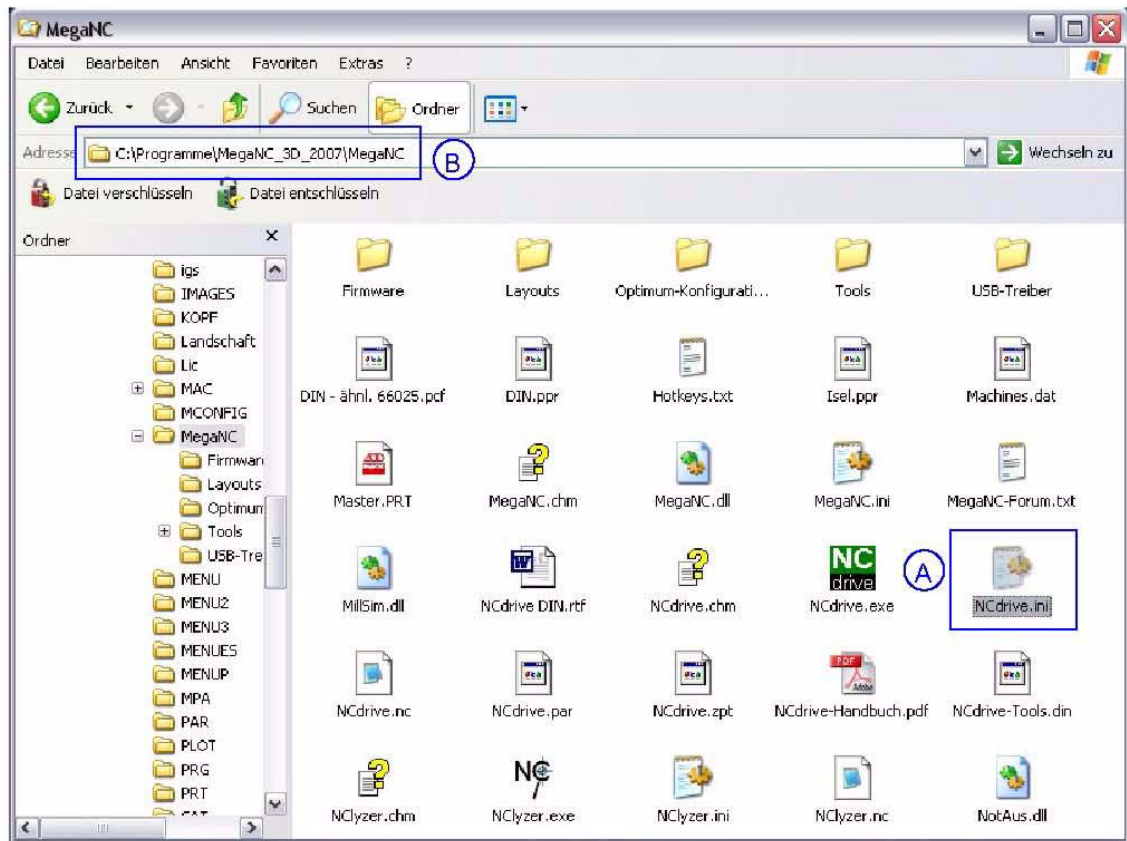 MegaNC
Datei Bearbeiten Ansicht Favoriten Extras ?
Zurück Suchen Ordner
Adresse C:\Programme\MegaNC_3D_2007\MegaNC B Wechseln zu
Datei verschlüsseln Datei entschlüsseln
Ordner
igs
IMAGES
KOPF
Landschaft
Lic
MAC
MCONFIG
MegaNC
Firmwar
Layouts
Optimum
Tools
USB-Tre
MENU
MENU2
MENU3
MENUES
MENUP
MPA
PAR
PLOT
PRG
PRT
Firmware Layouts Optimum-Konfigurati... Tools USB-Treiber
DIN - ähnl. 66025.pcf DIN.ppr Hotkeys.txt Isel.ppr Machines.dat
Master.PRT MegaNC.chm MegaNC.dll MegaNC.ini MegaNC-Forum.txt
NC
drive
A
MillSim.dll NCdrive DIN.rtf NCdrive.chm NCdrive.exe NCdrive.ini
PDF
Adobe
NCdrive.nc NCdrive.par NCdrive.zpt NCdrive-Handbuch.pdf NCdrive-Tools.din
NC
NClyzer.chm NClyzer.exe NClyzer.ini NClyzer.nc NotAus.dll